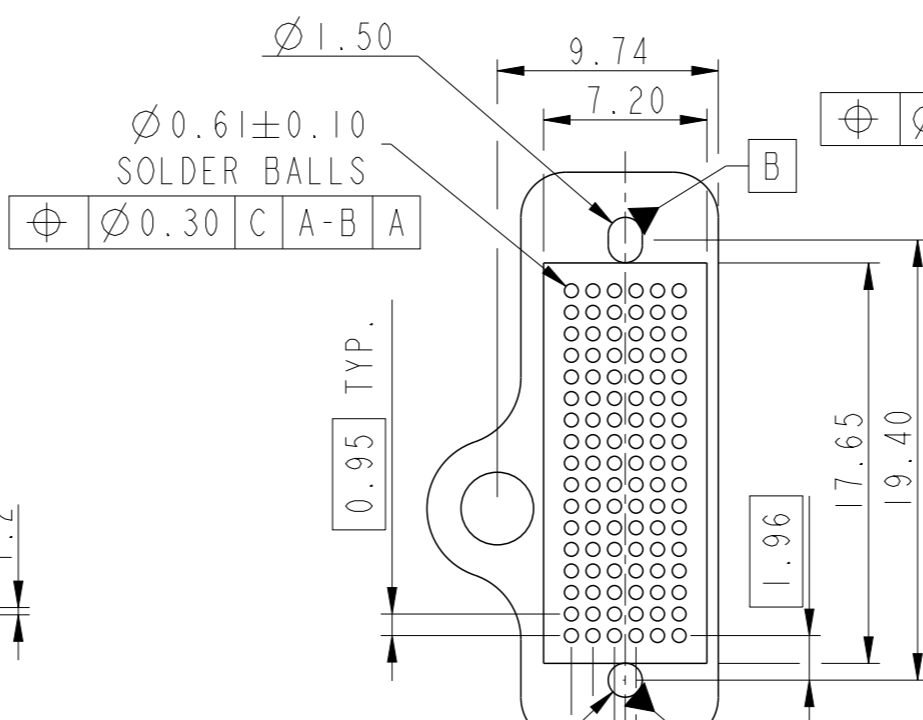 ⌀1.50
9.74
7.20
⌀0.61±0.10
SOLDER BALLS
B
⌖ ⌀
⌖ ⌀0.30 C A-B A
0.95 TYP.
17.65
19.40
1.96